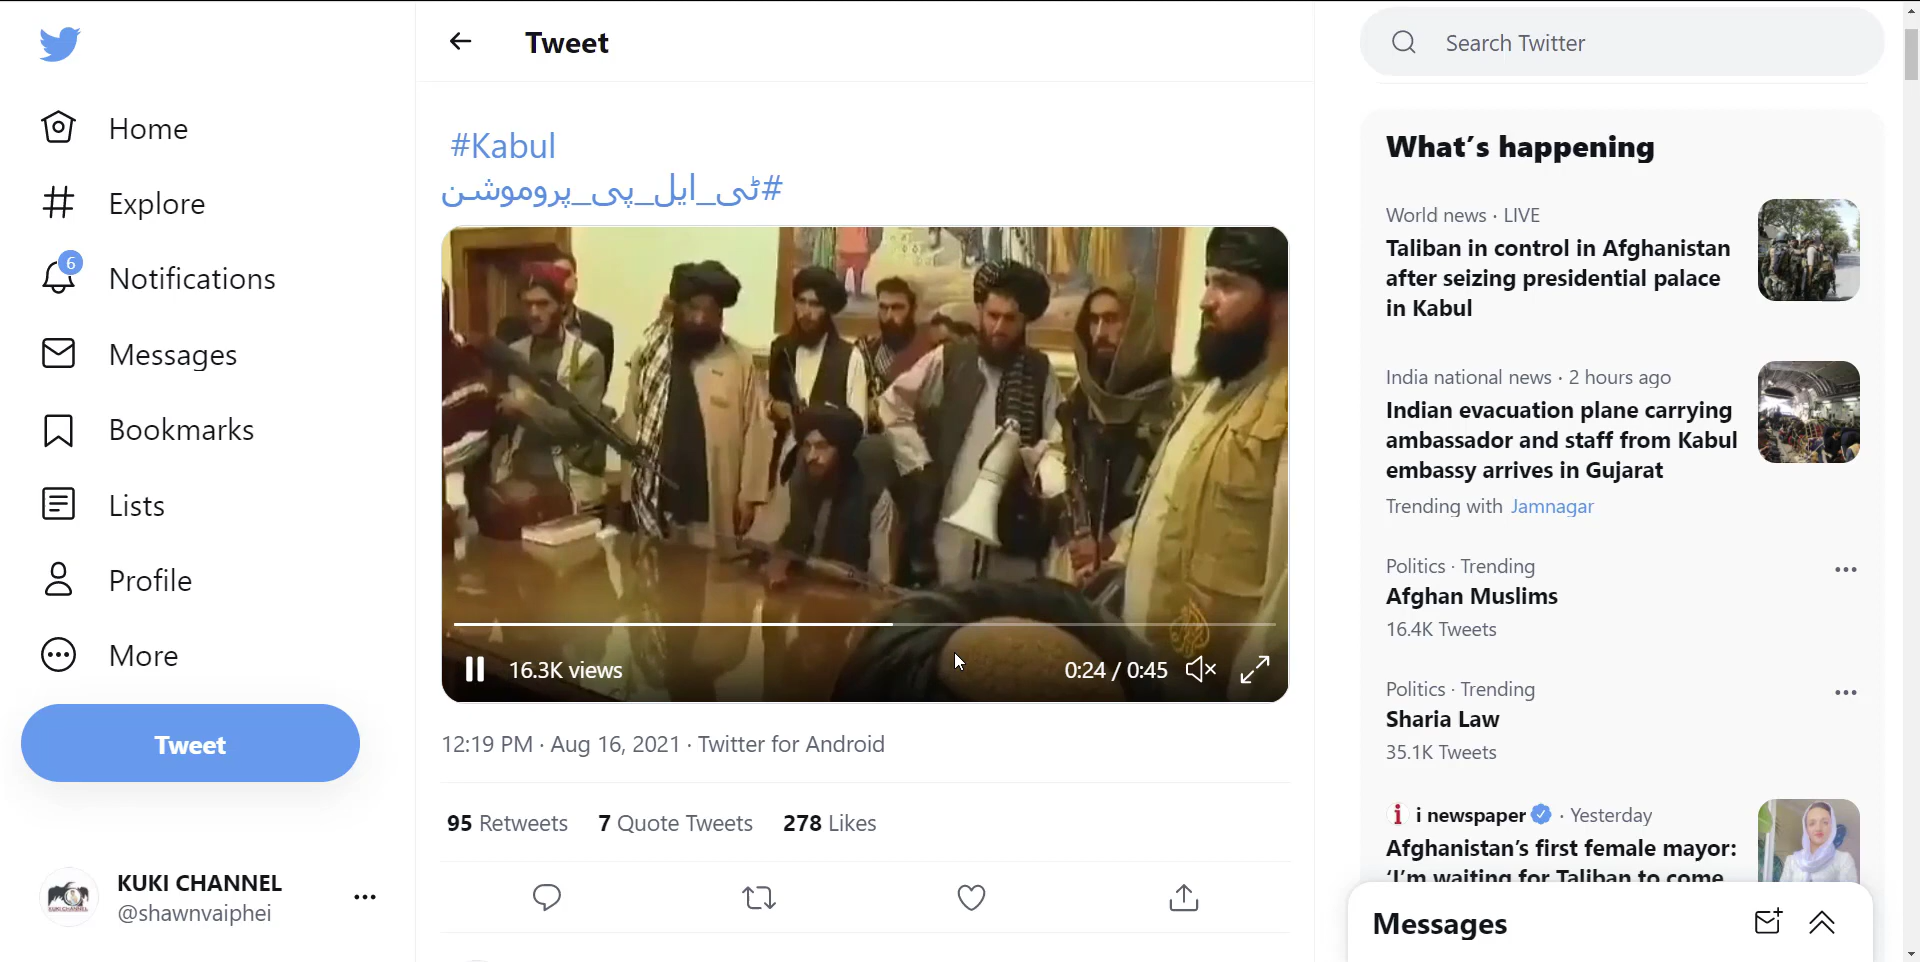 Home
Explore
6
Notifications
Messages
Bookmarks
Lists
Profile
More
Tweet
KUKI CHANNEL
@shawnvaiphei
Tweet
#Kabul
#ٹی_ایل_پی_پروموشن
16.3K views
0:24 / 0:45
12:19 PM · Aug 16, 2021 · Twitter for Android
95 Retweets 7 Quote Tweets 278 Likes
Search Twitter
What's happening
World news · LIVE
Taliban in control in Afghanistan
after seizing presidential palace
in Kabul
India national news · 2 hours ago
Indian evacuation plane carrying
ambassador and staff from Kabul
embassy arrives in Gujarat
Trending with Jamnagar
Politics · Trending
Afghan Muslims
16.4K Tweets
Politics · Trending
Sharia Law
35.1K Tweets
i newspaper · Yesterday
Afghanistan's first female mayor:
'I'm waiting for Taliban to come
Messages